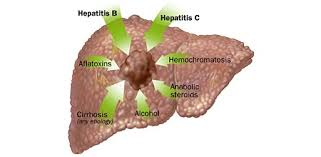 Hepatitis B
Hepatitis C
Aflatoxins
Hemochromatosis
Anabolic
steroids
Cirrhosis
(any etiology)
Alcohol